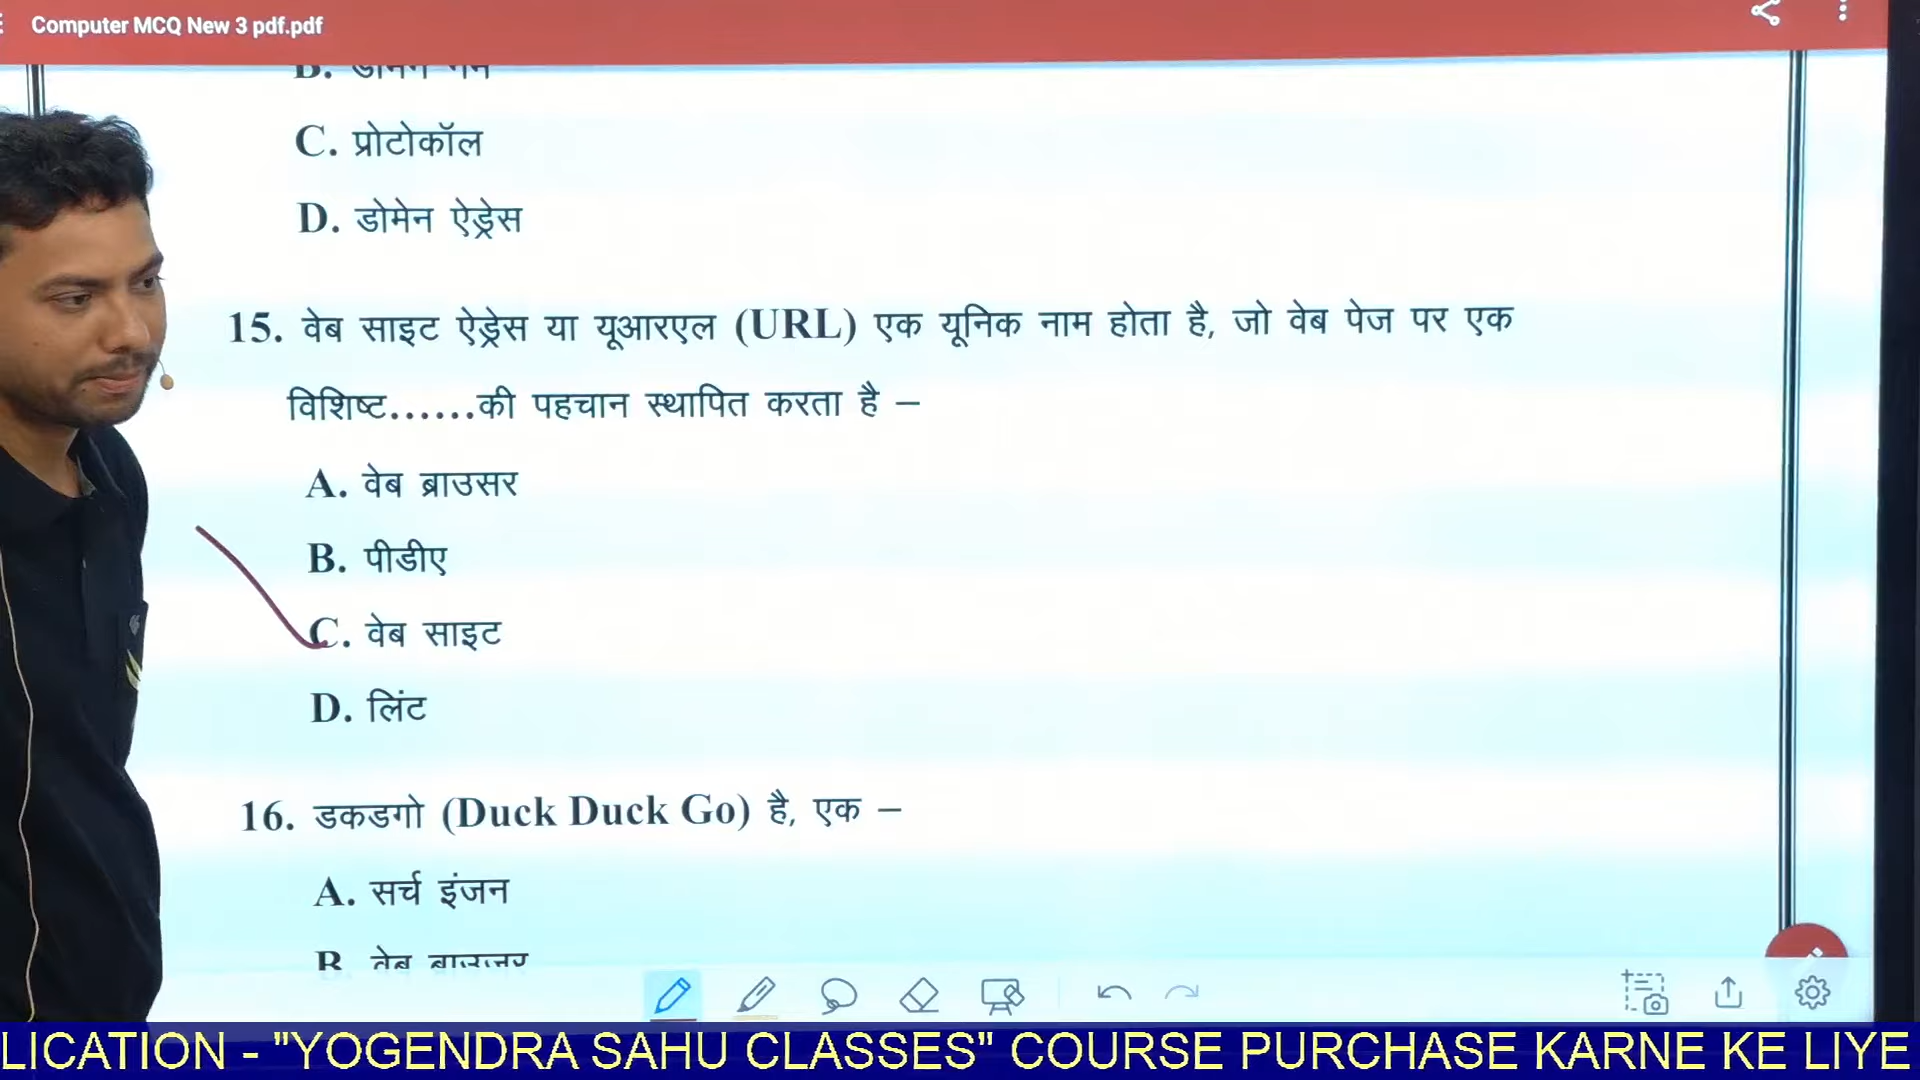 Computer MCQ New 3 pdf.pdf
C. प्रोटोकॉल
D. डोमेन ऐड्रेस
15. वेब साइट ऐड्रेस या यूआरएल (URL) एक यूनिक नाम होता है, जो वेब पेज पर एक
विशिष्ट......की पहचान स्थापित करता है –
A. वेब ब्राउसर
B. पीडीए
C. वेब साइट
D. लिंट
16. डकडगो (Duck Duck Go) है, एक –
A. सर्च इंजन
LICATION - "YOGENDRA SAHU CLASSES" COURSE PURCHASE KARNE KE LIYE